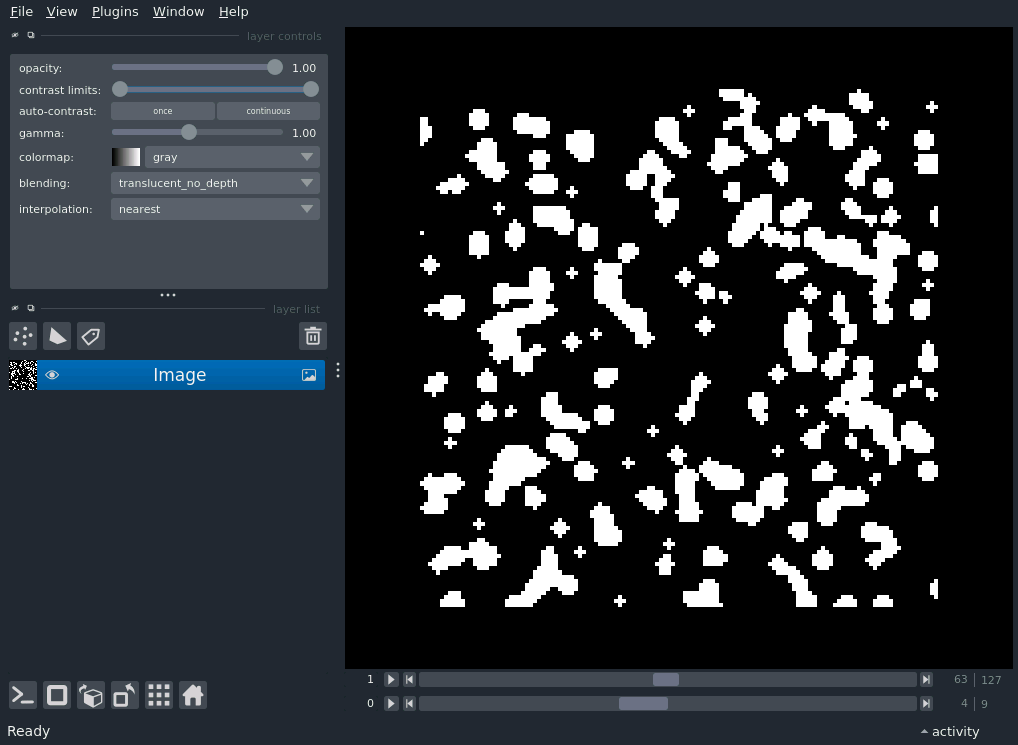 File View Plugins Window Help
layer controls
opacity: 1.00
contrast limits:
auto-contrast: once continuous
gamma: 1.00
colormap: gray
blending: translucent_no_depth
interpolation: nearest
layer list
Image
1 63 127
0 4 9
Ready activity